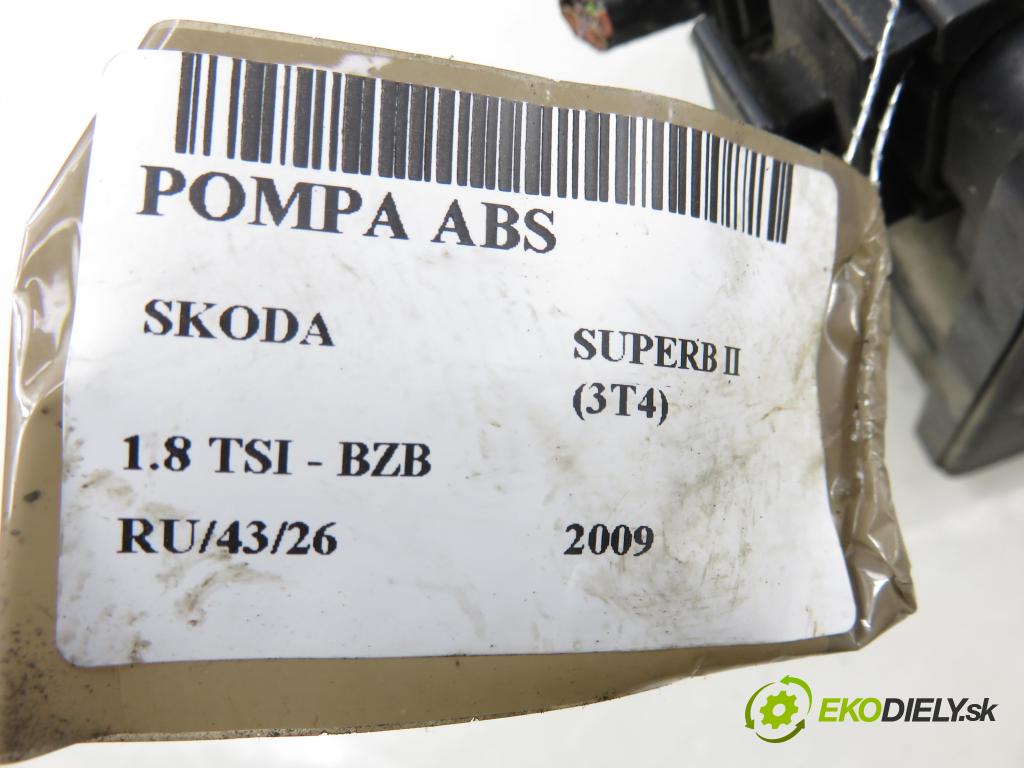 POMPA ABS
SKODA
SUPERB II
(3T4)
1.8 TSI - BZB
RU/43/26
2009
EKODIELY.sk